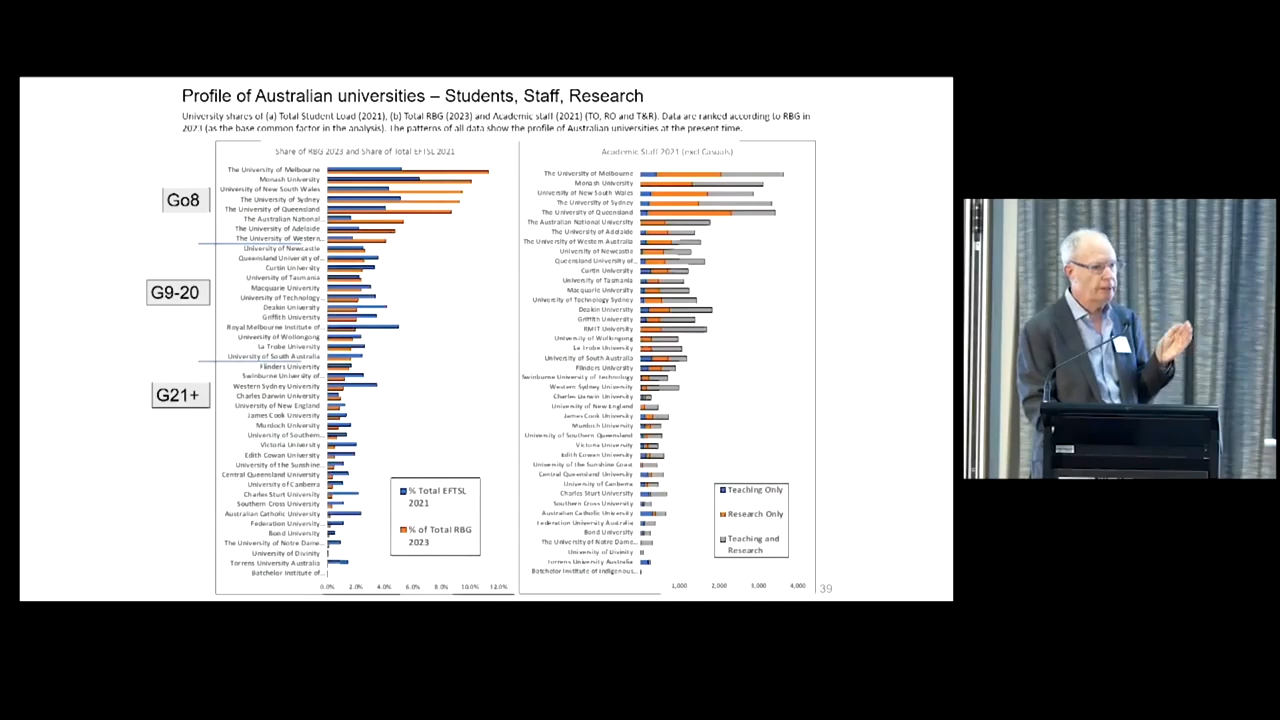 Profile of Australian universities – Students, Staff, Research
University shares of (a) Total Student Load (2021), (b) Total RBG (2023) and Academic staff (2021) (TO, RO and T&R). Data are ranked according to RBG in
2023 (as the base common factor in the analysis). The patterns of all data show the profile of Australian universities at the present time.
Go8
G9-20
G21+
Share of RBG 2023 and Share of Total EFTSL 2021
The University of Melbourne
Monash University
University of New South Wales
The University of Sydney
The University of Queensland
The Australian National
The University of Adelaide
The University of Western...
University of Newcastle
Queensland University of...
Curtin University
University of Tasmania
Macquarie University
University of Technology...
Deakin University
Griffith University
Royal Melbourne Institute of...
University of Wollongong
La Trobe University
University of South Australia
Flinders University
Swinburne University of...
Western Sydney University
Charles Darwin University
University of New England
James Cook University
Murdoch University
University of Southern...
Victoria University
Edith Cowan University
University of the Sunshine...
Central Queensland University
University of Canberra
Charles Sturt University
Southern Cross University
Australian Catholic University
Federation University...
Bond University
The University of Notre Dame...
University of Divinity
Torrens University Australia
Batchelor Institute of...
0.0% 2.0% 4.0% 6.0% 8.0% 10.0% 12.0%
% Total EFTSL
2021
% of Total RBG
2023
Academic Staff 2021 (excl Casuals)
The University of Melbourne
Monash University
University of New South Wales
The University of Sydney
The University of Queensland
The Australian National University
The University of Adelaide
The University of Western Australia
University of Newcastle
Queensland University of...
Curtin University
University of Tasmania
Macquarie University
University of Technology Sydney
Deakin University
Griffith University
RMIT University
University of Wollongong
La Trobe University
University of South Australia
Flinders University
Swinburne University of Technology
Western Sydney University
Charles Darwin University
University of New England
James Cook University
Murdoch University
University of Southern Queensland
Victoria University
Edith Cowan University
University of the Sunshine Coast
Central Queensland University
University of Canberra
Charles Sturt University
Southern Cross University
Australian Catholic University
Federation University Australia
Bond University
The University of Notre Dame...
University of Divinity
Torrens University Australia
Batchelor Institute of Indigenous...
1,000 2,000 3,000 4,000
Teaching Only
Research Only
Teaching and
Research
39